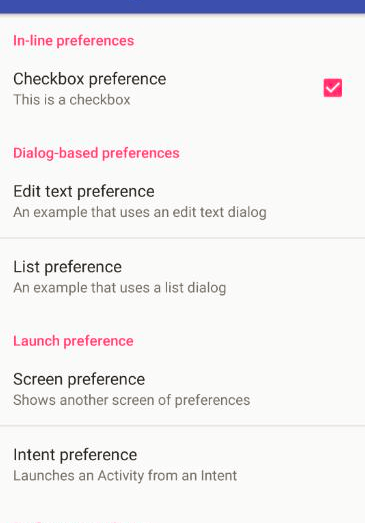 In-line preferences
Checkbox preference
This is a checkbox
Dialog-based preferences
Edit text preference
An example that uses an edit text dialog
List preference
An example that uses a list dialog
Launch preference
Screen preference
Shows another screen of preferences
Intent preference
Launches an Activity from an Intent